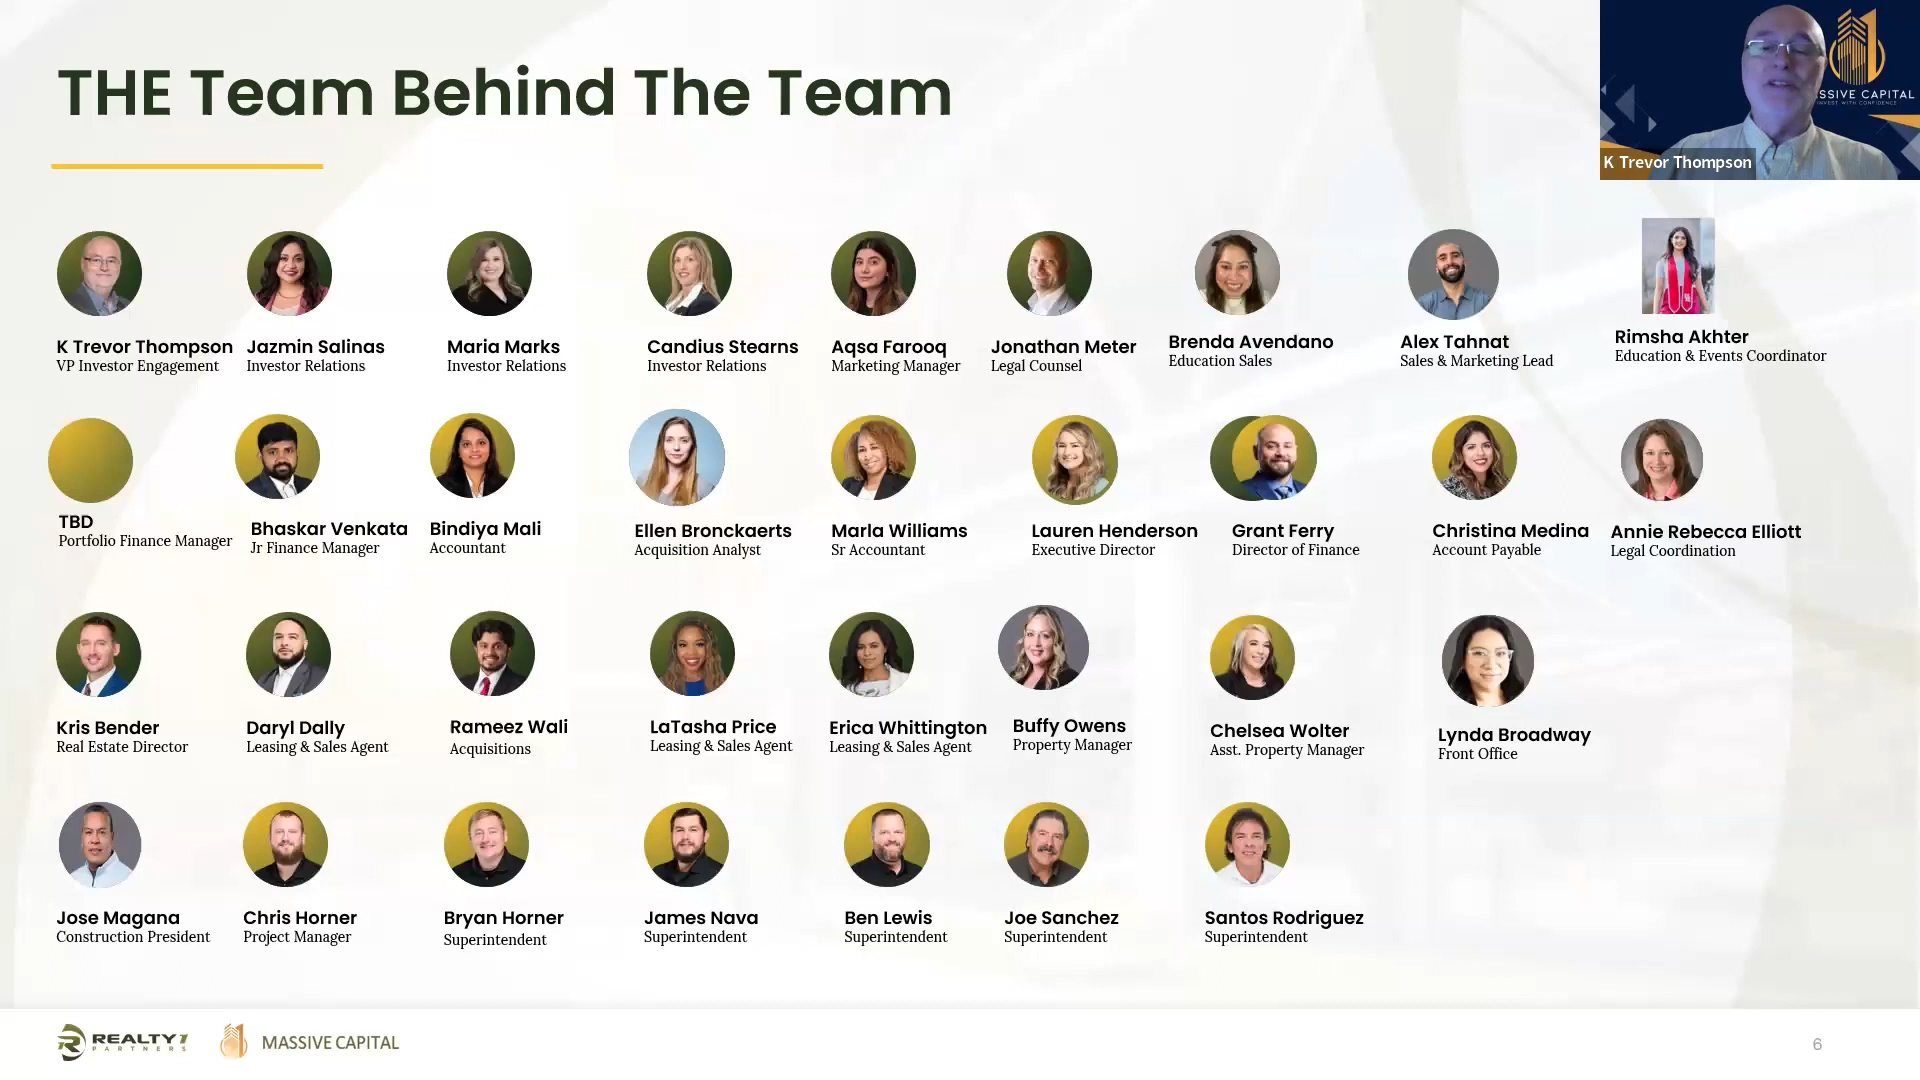 THE Team Behind The Team
SSIVE CAPITAL
INVEST WITH CONFIDENCE
K Trevor Thompson
K Trevor Thompson
VP Investor Engagement
Jazmin Salinas
Investor Relations
Maria Marks
Investor Relations
Candius Stearns
Investor Relations
Aqsa Farooq
Marketing Manager
Jonathan Meter
Legal Counsel
Brenda Avendano
Education Sales
Alex Tahnat
Sales & Marketing Lead
Rimsha Akhter
Education & Events Coordinator
TBD
Portfolio Finance Manager
Bhaskar Venkata
Jr Finance Manager
Bindiya Mali
Accountant
Ellen Bronckaerts
Acquisition Analyst
Marla Williams
Sr Accountant
Lauren Henderson
Executive Director
Grant Ferry
Director of Finance
Christina Medina
Account Payable
Annie Rebecca Elliott
Legal Coordination
Kris Bender
Real Estate Director
Daryl Dally
Leasing & Sales Agent
Rameez Wali
Acquisitions
LaTasha Price
Leasing & Sales Agent
Erica Whittington
Leasing & Sales Agent
Buffy Owens
Property Manager
Chelsea Wolter
Asst. Property Manager
Lynda Broadway
Front Office
Jose Magana
Construction President
Chris Horner
Project Manager
Bryan Horner
Superintendent
James Nava
Superintendent
Ben Lewis
Superintendent
Joe Sanchez
Superintendent
Santos Rodriguez
Superintendent
REALTY1
PARTNERS
MASSIVE CAPITAL
6